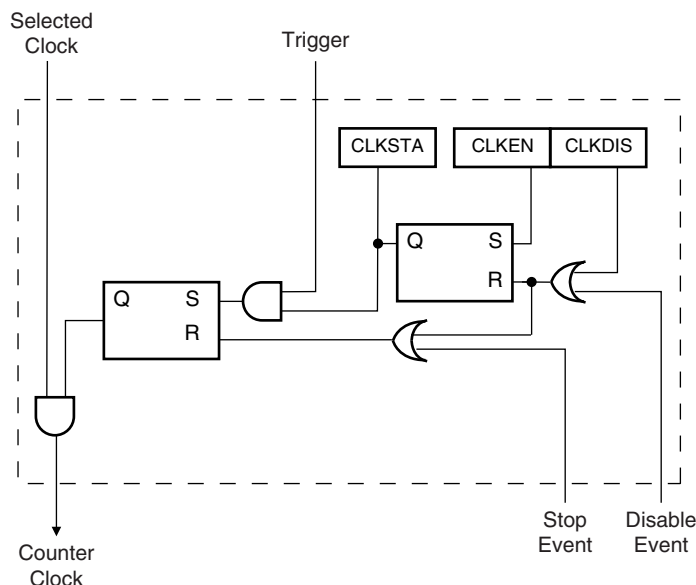 Selected
Clock
Trigger
CLKSTA
CLKEN
CLKDIS
Q
S
R
Q
S
R
Stop
Event
Disable
Event
Counter
Clock